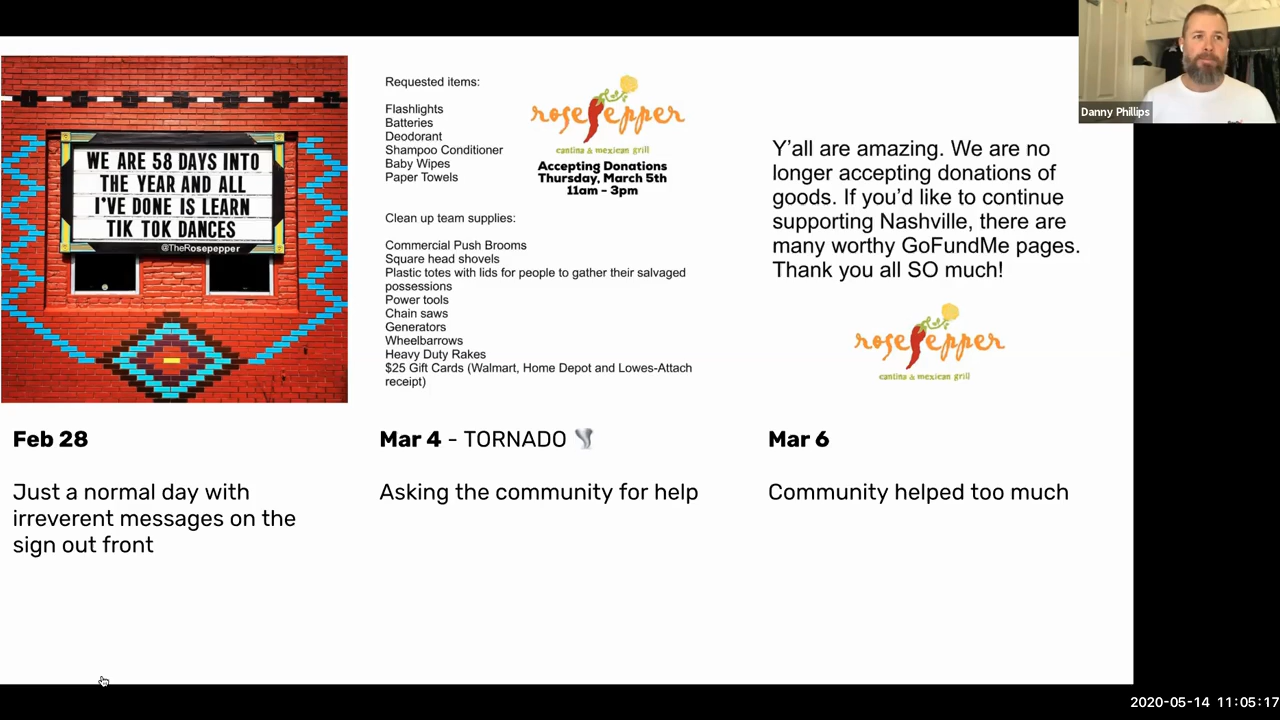 WE ARE 58 DAYS INTO
THE YEAR AND ALL
I'VE DONE IS LEARN
TIK TOK DANCES
@TheRosepepper
Feb 28
Just a normal day with
irreverent messages on the
sign out front
Requested items:
Flashlights
Batteries
Deodorant
Shampoo Conditioner
Baby Wipes
Paper Towels
rosepepper
cantina & mexican grill
Accepting Donations
Thursday, March 5th
11am - 3pm
Clean up team supplies:
Commercial Push Brooms
Square head shovels
Plastic totes with lids for people to gather their salvaged
possessions
Power tools
Chain saws
Generators
Wheelbarrows
Heavy Duty Rakes
$25 Gift Cards (Walmart, Home Depot and Lowes-Attach
receipt)
Mar 4 - TORNADO
Asking the community for help
Y'all are amazing. We are no
longer accepting donations of
goods. If you'd like to continue
supporting Nashville, there are
many worthy GoFundMe pages.
Thank you all SO much!
rosepepper
cantina & mexican grill
Mar 6
Community helped too much
Danny Phillips
2020-05-14 11:05:17